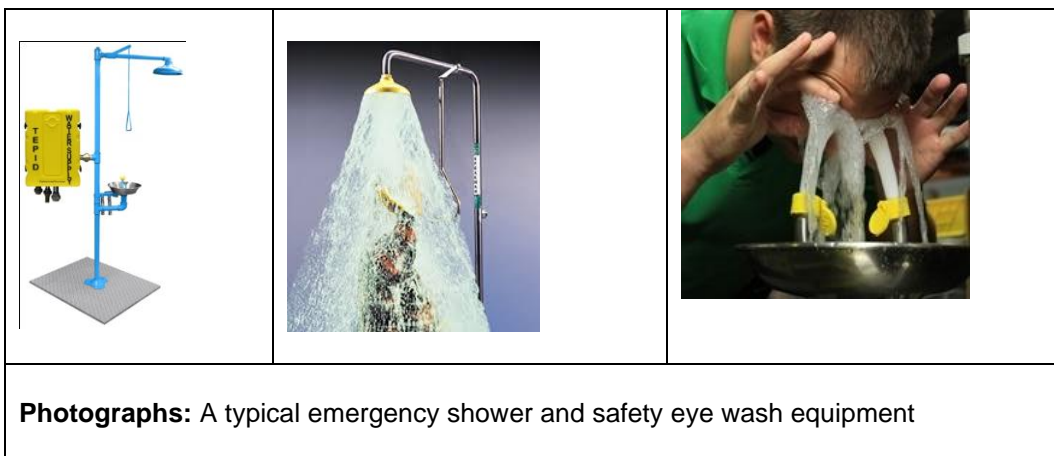 TEPID
WATER SUPPLY
Photographs: A typical emergency shower and safety eye wash equipment